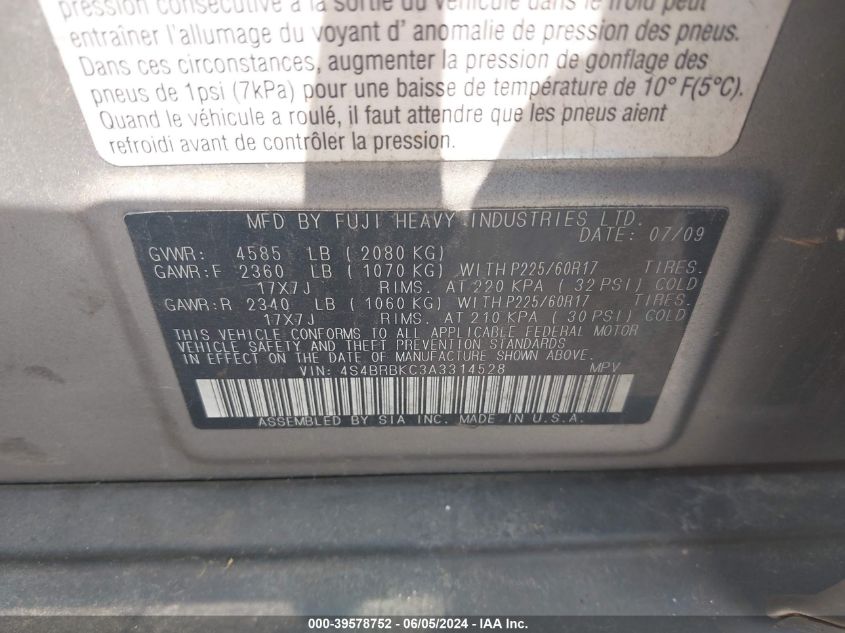 pression consécutive à la sortie du véhicule dans le froid peut
entraîner l'allumage du voyant d' anomalie de pression des pneus.
Dans ces circonstances, augmenter la pression de gonflage des
pneus de 1psi (7kPa) pour une baisse de température de 10° F(5°C).
Quand le véhicule a roulé, il faut attendre que les pneus aient
refroidi avant de contrôler la pression.
MFD BY FUJI HEAVY INDUSTRIES LTD.
DATE: 07/09
GVWR: 4585 LB ( 2080 KG)
GAWR:F 2360 LB ( 1070 KG) WITH P225/60R17 TIRES.
17X7J RIMS. AT 220 KPA ( 32 PSI) COLD
GAWR:R 2340 LB ( 1060 KG) WITH P225/60R17 TIRES.
17X7J RIMS. AT 210 KPA ( 30 PSI) COLD
THIS VEHICLE CONFORMS TO ALL APPLICABLE FEDERAL MOTOR
VEHICLE SAFETY AND THEFT PREVENTION STANDARDS
IN EFFECT ON THE DATE OF MANUFACTURE SHOWN ABOVE.
VIN: 4S4BRBKC3A3314528 MPV
ASSEMBLED BY SIA INC. MADE IN U.S.A.
000-39578752 - 06/05/2024 - IAA Inc.